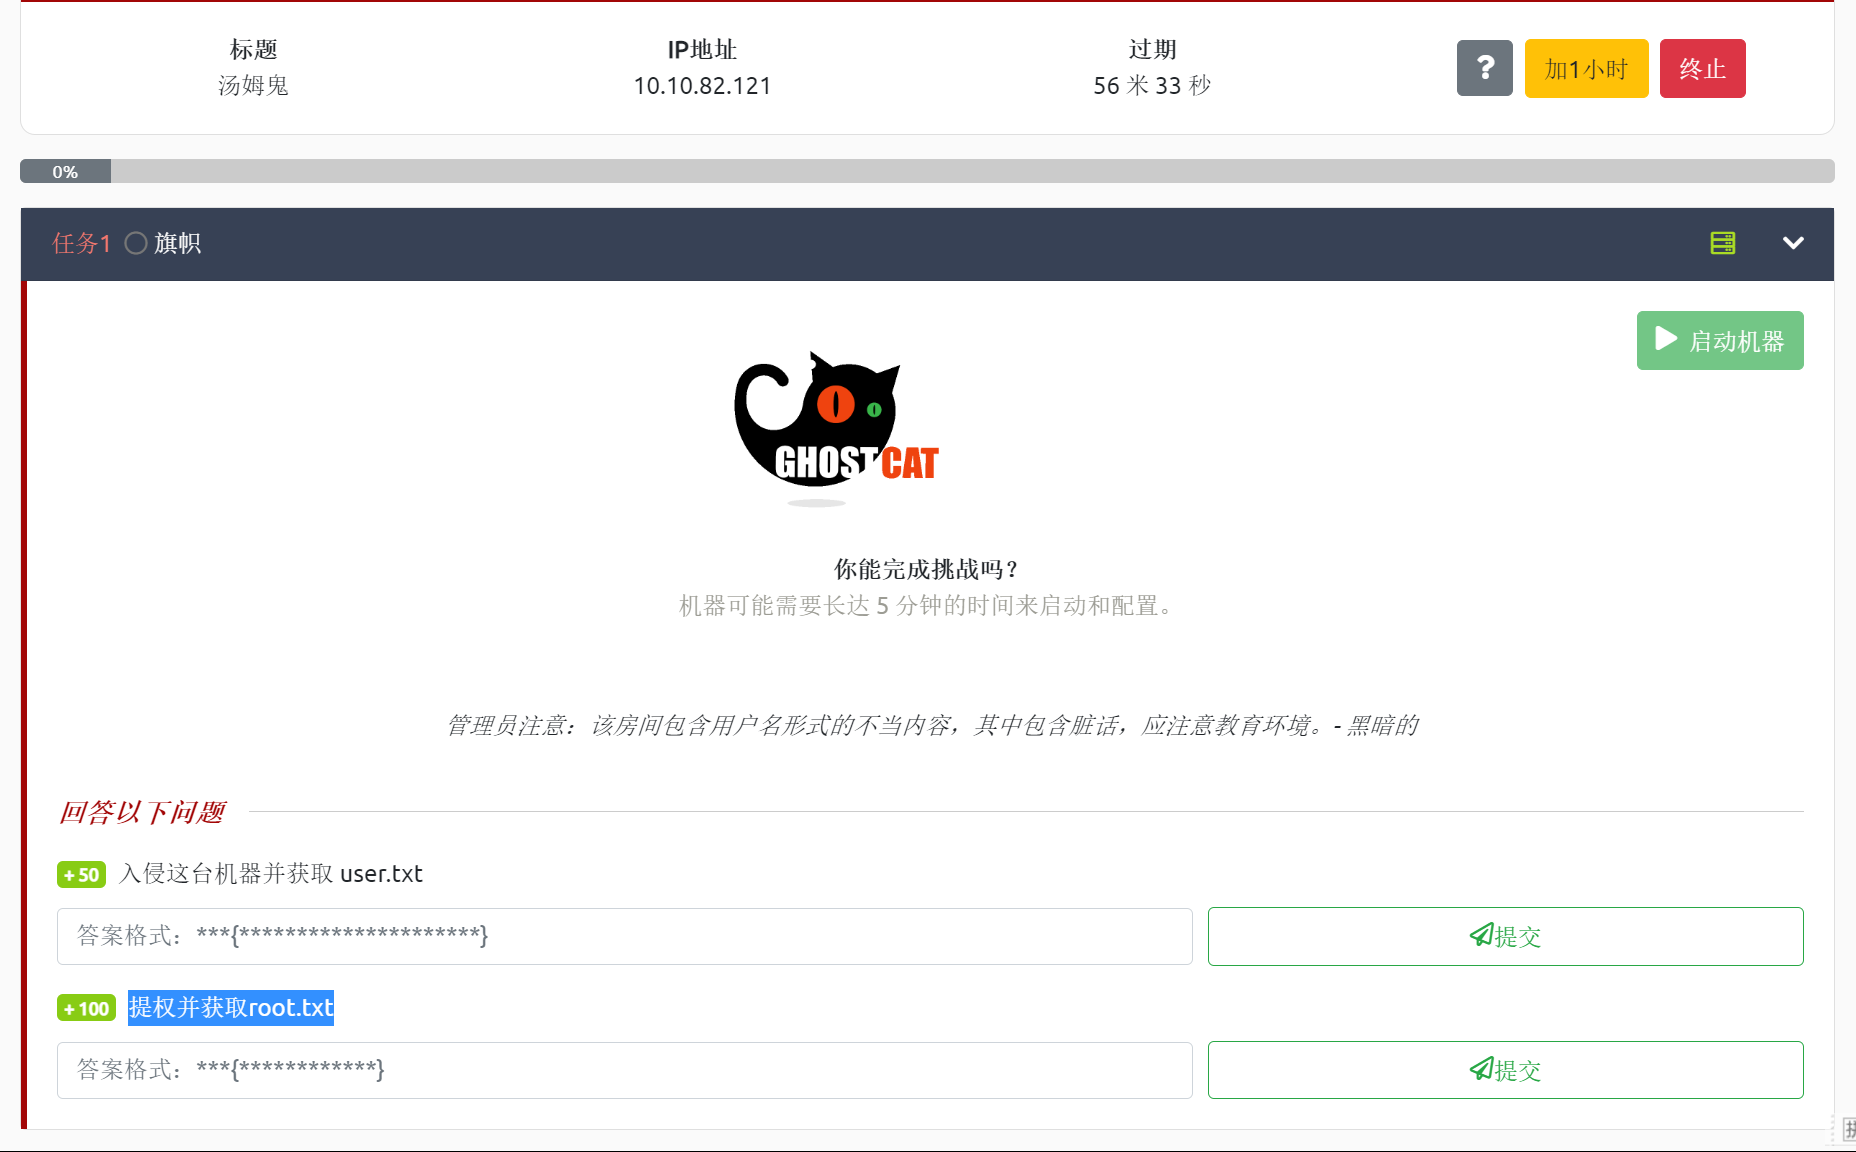 标题
汤姆鬼
IP地址
10.10.82.121
过期
56 米 33 秒
?
加1小时
终止
0%
任务1
旗帜
启动机器
GHOSTCAT
你能完成挑战吗？
机器可能需要长达 5 分钟的时间来启动和配置。
管理员注意：该房间包含用户名形式的不当内容，其中包含脏话，应注意教育环境。- 黑暗的
回答以下问题
+50 入侵这台机器并获取 user.txt
答案格式：***{*********************}
提交
+100 提权并获取root.txt
答案格式：***{************}
提交